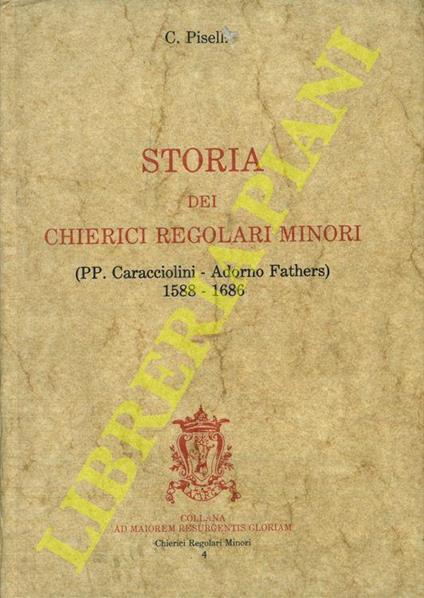 C. Piselli
STORIA
DEI
CHIERICI REGOLARI MINORI
(PP. Caracciolini - Adorno Fathers)
1588 - 1686
LIBRERIA PIANI
COLLANA
AD MAIOREM RESURGENTIS GLORIAM
Chierici Regolari Minori
4